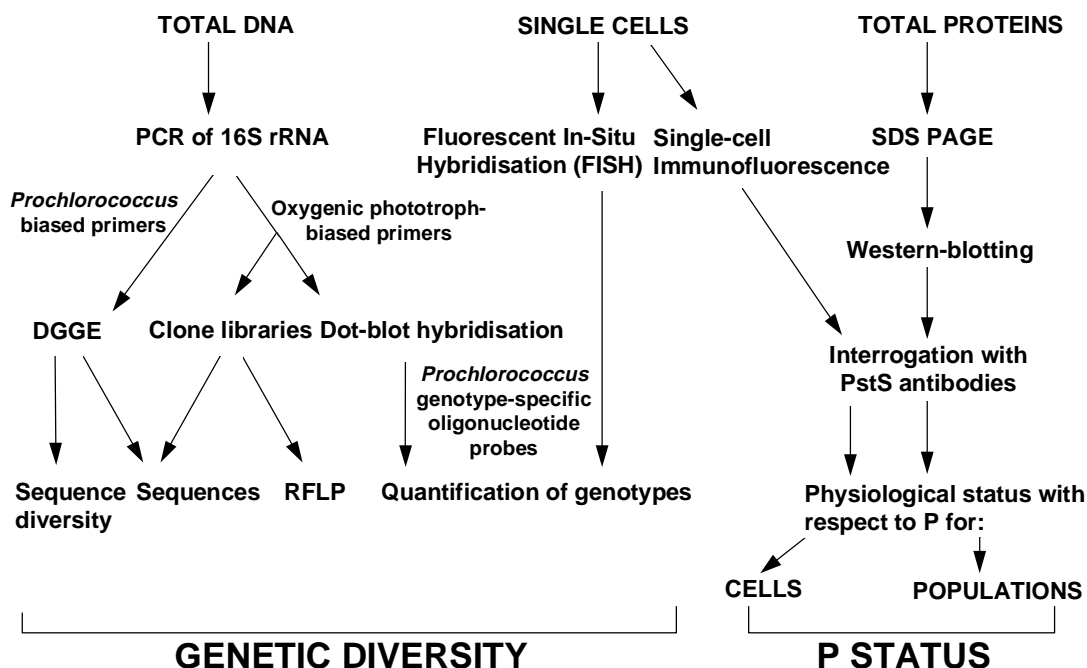 TOTAL DNA
SINGLE CELLS
TOTAL PROTEINS
PCR of 16S rRNA
Fluorescent In-Situ
Hybridisation (FISH)
Single-cell
Immunofluorescence
SDS PAGE
Prochlorococcus
biased primers
Oxygenic phototroph-
biased primers
Western-blotting
DGGE
Clone libraries
Dot-blot hybridisation
Interrogation with
PstS antibodies
Prochlorococcus
genotype-specific
oligonucleotide
probes
Sequence
diversity
Sequences
RFLP
Quantification of genotypes
Physiological status with
respect to P for:
CELLS
POPULATIONS
GENETIC DIVERSITY
P STATUS